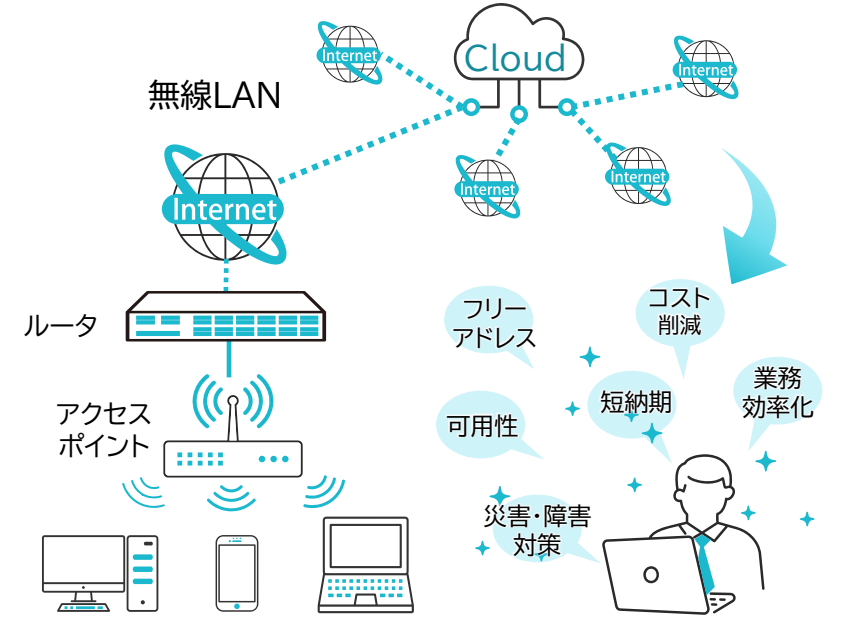 Cloud
Internet
Internet
無線LAN
Internet
Internet
Internet
ルータ
アクセス
ポイント
フリー
アドレス
コスト
削減
可用性
短納期
業務
効率化
災害・障害
対策